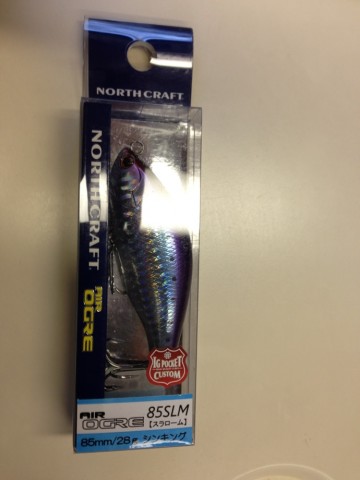 NORTH CRAFT
NORTH CRAFT
AIR
OGRE
IG POCKET
CUSTOM
AIR
OGRE
85SLM
【スラローム】
85mm/28g シンキング